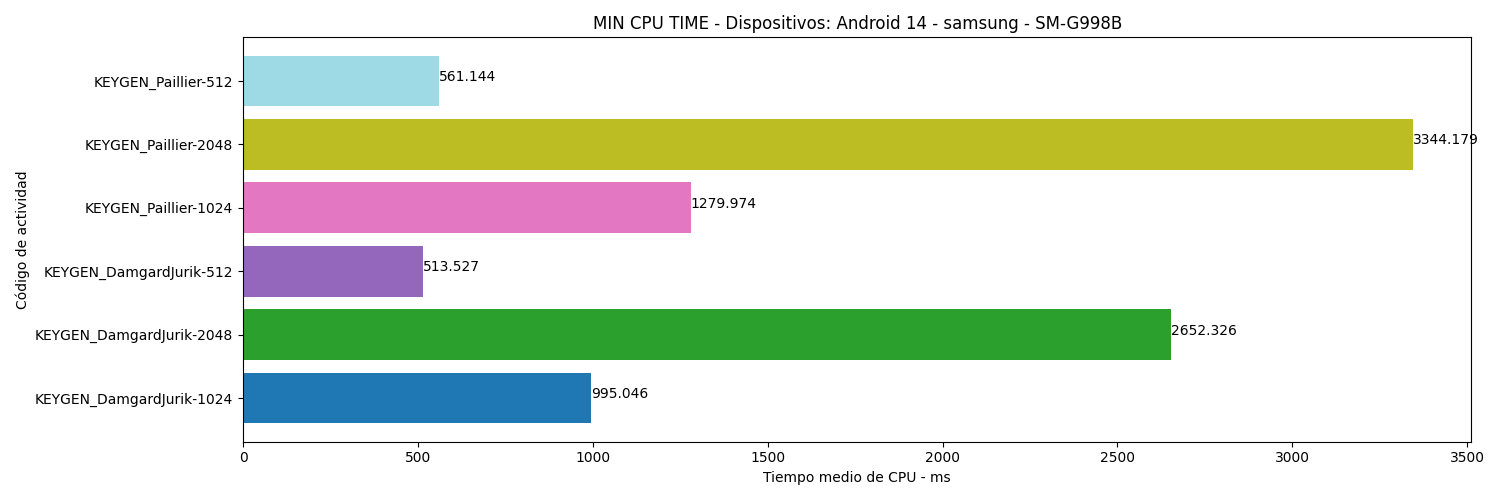 MIN CPU TIME - Dispositivos: Android 14 - samsung - SM-G998B
Código de actividad
KEYGEN_Paillier-512
561.144
KEYGEN_Paillier-2048
3344.179
KEYGEN_Paillier-1024
1279.974
KEYGEN_DamgardJurik-512
513.527
KEYGEN_DamgardJurik-2048
2652.326
KEYGEN_DamgardJurik-1024
995.046
0 500 1000 1500 2000 2500 3000 3500
Tiempo medio de CPU - ms